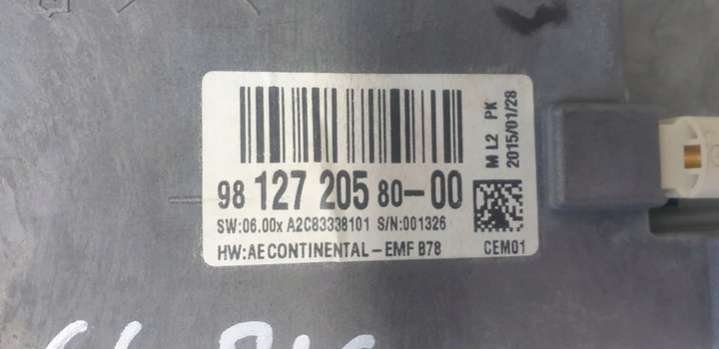 98 127 205 80-00
SW:06.00x A2C83338101 S/N:001326
HW:AE CONTINENTAL-EMF B78
CEM01
M L2 PK
2015/01/28